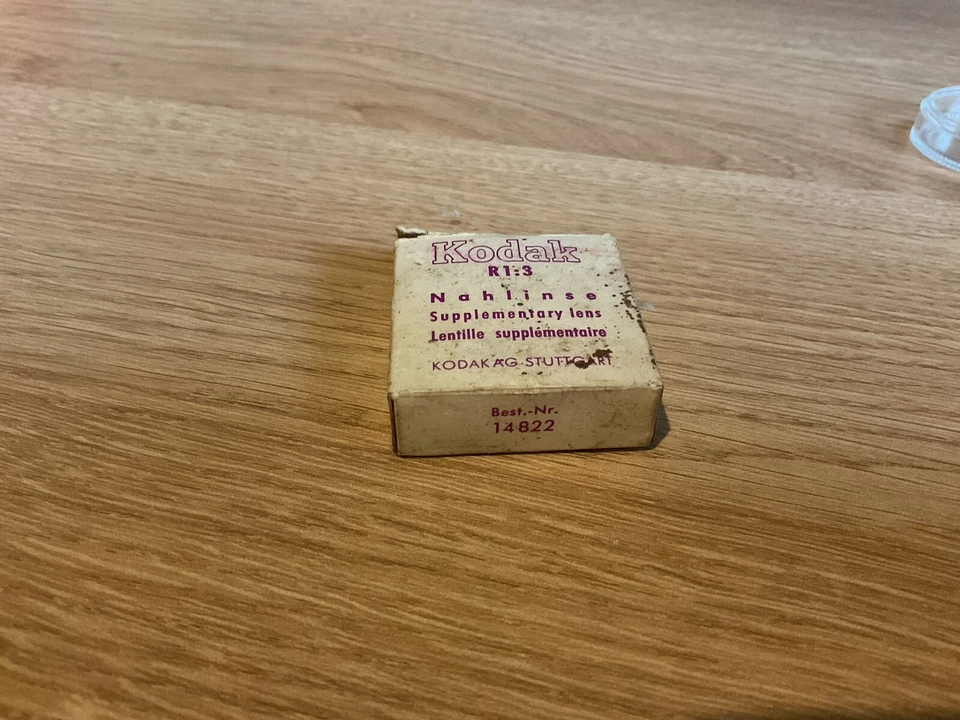 Kodak
R1:3
Nahlinse
Supplementary lens
Lentille supplémentaire
KODAK AG·STUTTGART
Best.-Nr.
14822